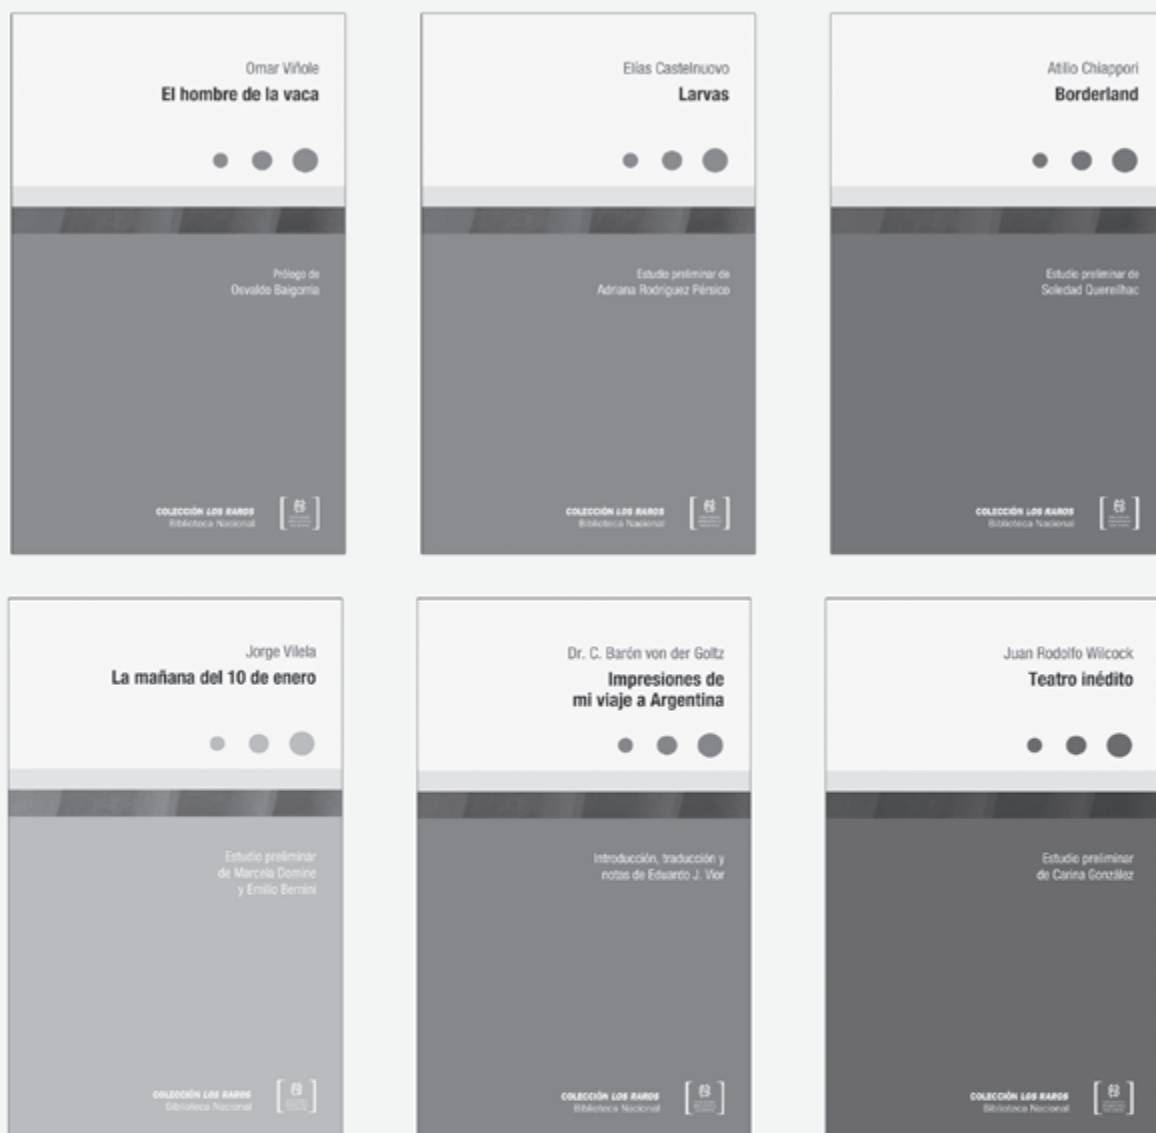 Omar Viñole
El hombre de la vaca
Prólogo de
Osvaldo Baigorria
COLECCIÓN LOS RAROS
Biblioteca Nacional
Elías Castelnuovo
Larvas
Estudio preliminar de
Adriana Rodríguez Pérsico
COLECCIÓN LOS RAROS
Biblioteca Nacional
Atilio Chiappori
Borderland
Estudio preliminar de
Soledad Quereilhac
COLECCIÓN LOS RAROS
Biblioteca Nacional
Jorge Vilela
La mañana del 10 de enero
Estudio preliminar
de Marcela Domine
y Emilio Bernini
COLECCIÓN LOS RAROS
Biblioteca Nacional
Dr. C. Barón von der Goltz
Impresiones de
mi viaje a Argentina
Introducción, traducción y
notas de Eduardo J. Vior
COLECCIÓN LOS RAROS
Biblioteca Nacional
Juan Rodolfo Wilcock
Teatro inédito
Estudio preliminar
de Carina González
COLECCIÓN LOS RAROS
Biblioteca Nacional